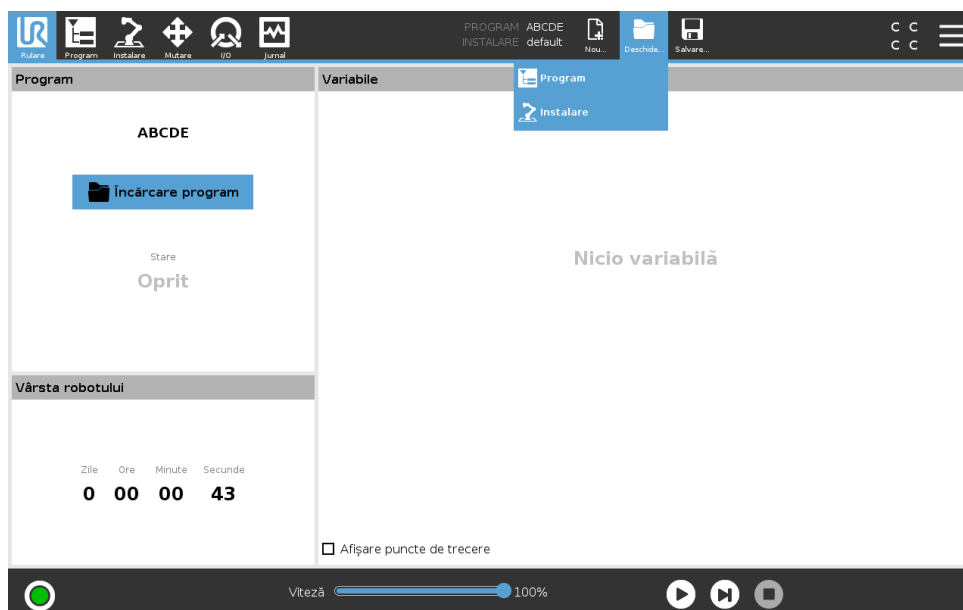 PROGRAM ABCDE
INSTALARE default
C C
C C
Rulare Program Instalare Mutare I/O Jurnal Nou... Deschide... Salvare...
Program
Variabile
Program
Instalare
ABCDE
Încărcare program
Stare
Oprit
Nicio variabilă
Vârsta robotului
Zile Ore Minute Secunde
0 00 00 43
Afișare puncte de trecere
Viteză 100%